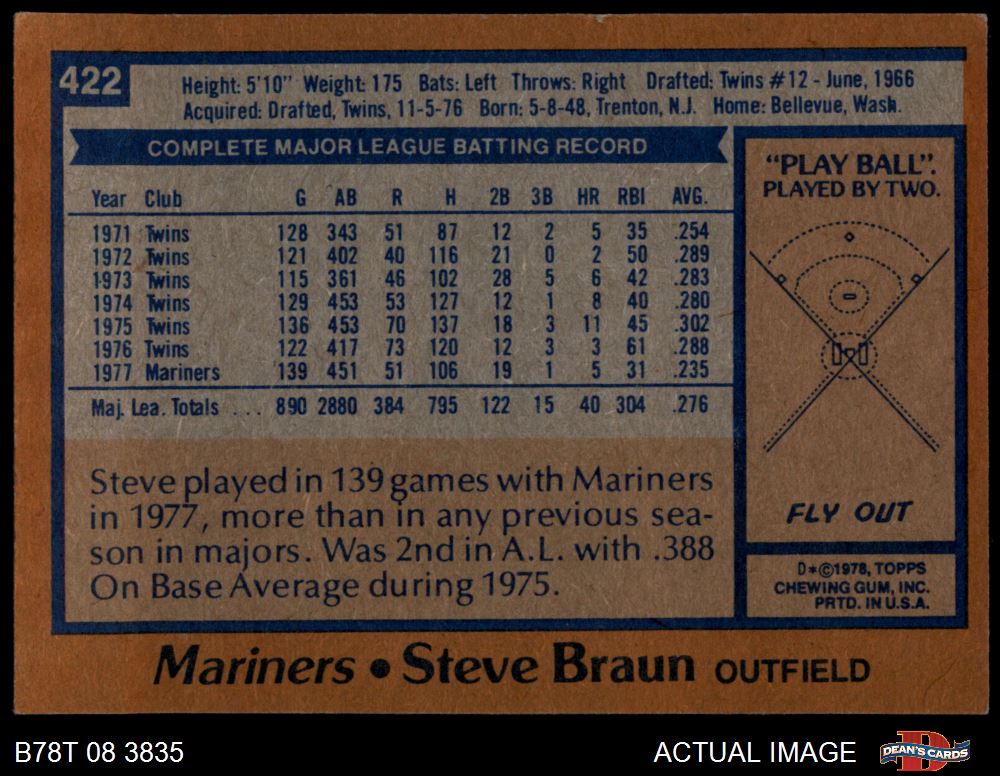 422
Height: 5'10" Weight: 175 Bats: Left Throws: Right Drafted: Twins #12 - June, 1966
Acquired: Drafted, Twins, 11-5-76 Born: 5-8-48, Trenton, N.J. Home: Bellevue, Wash.
COMPLETE MAJOR LEAGUE BATTING RECORD
Year Club G AB R H 2B 3B HR RBI AVG.
1971 Twins 128 343 51 87 12 2 5 35 .254
1972 Twins 121 402 40 116 21 0 2 50 .289
1973 Twins 115 361 46 102 28 5 6 42 .283
1974 Twins 129 453 53 127 12 1 8 40 .280
1975 Twins 136 453 70 137 18 3 11 45 .302
1976 Twins 122 417 73 120 12 3 3 61 .288
1977 Mariners 139 451 51 106 19 1 5 31 .235
Maj. Lea. Totals ... 890 2880 384 795 122 15 40 304 .276
Steve played in 139 games with Mariners
in 1977, more than in any previous sea-
son in majors. Was 2nd in A.L. with .388
On Base Average during 1975.
"PLAY BALL".
PLAYED BY TWO.
FLY OUT
D*©1978, TOPPS
CHEWING GUM, INC.
PRTD. IN U.S.A.
Mariners • Steve Braun OUTFIELD
B78T 08 3835
ACTUAL IMAGE
DEAN'S CARDS